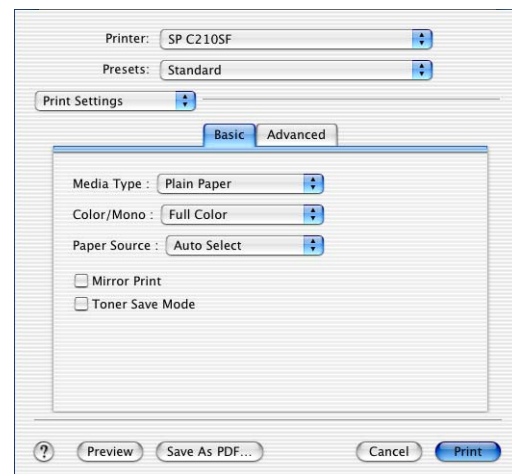 Printer: SP C210SF
Presets: Standard
Print Settings
Basic Advanced
Media Type : Plain Paper
Color/Mono : Full Color
Paper Source : Auto Select
Mirror Print
Toner Save Mode
? Preview Save As PDF... Cancel Print